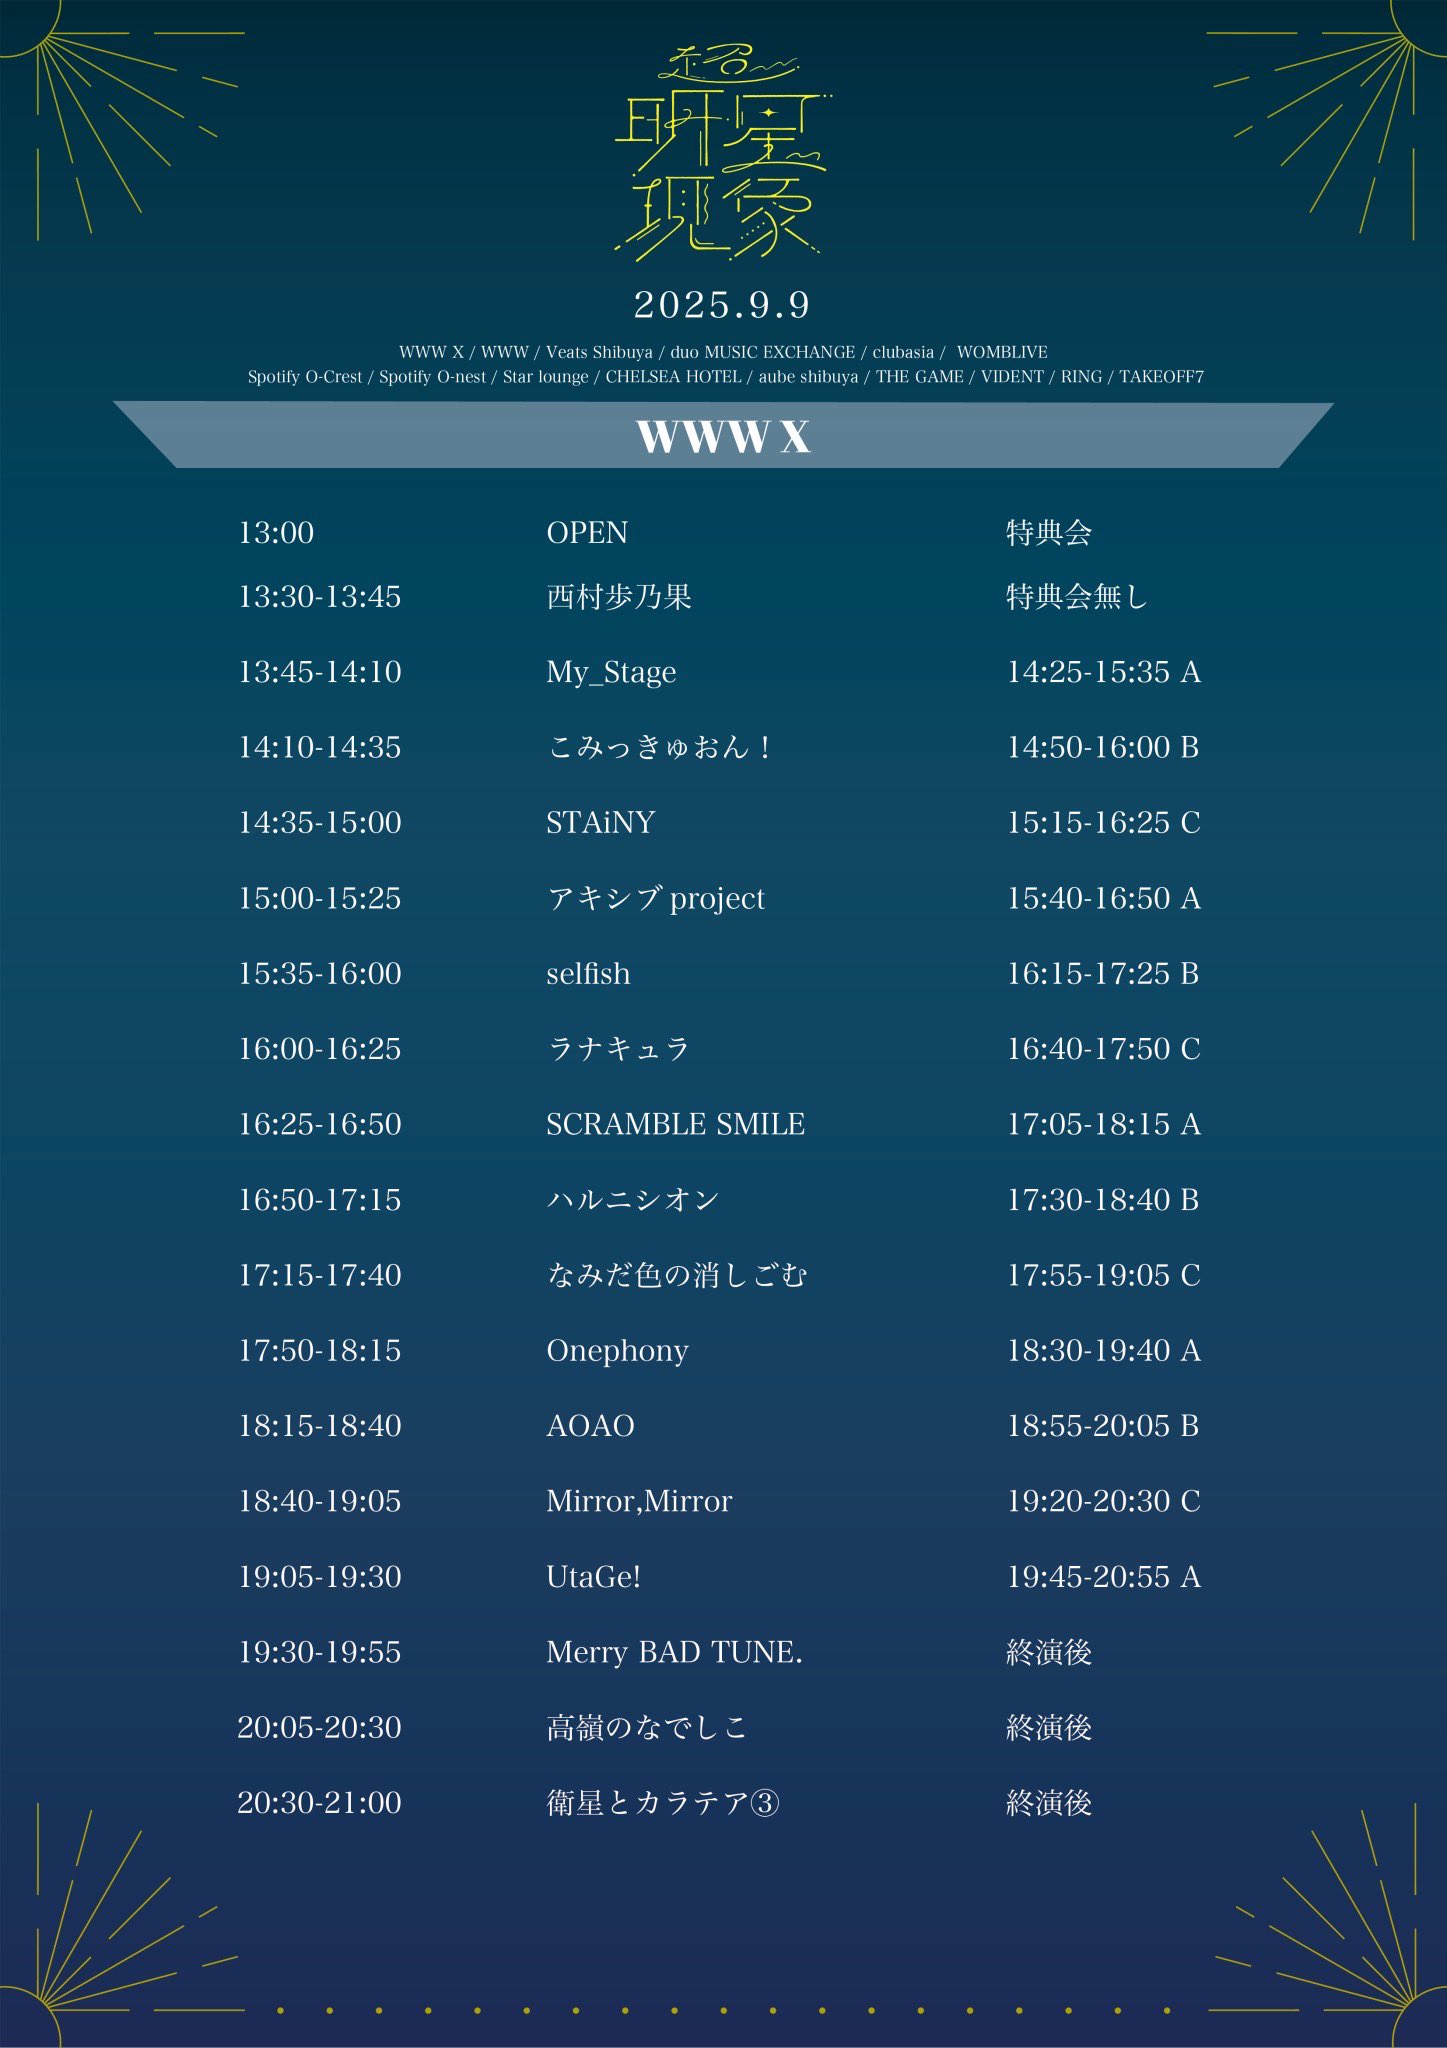 超
明星
現象
2025.9.9
WWW X / WWW / Veats Shibuya / duo MUSIC EXCHANGE / clubasia / WOMBLIVE
Spotify O-Crest / Spotify O-nest / Star lounge / CHELSEA HOTEL / aube shibuya / THE GAME / VIDENT / RING / TAKEOFF7
WWW X
13:00 OPEN 特典会
13:30-13:45 西村歩乃果 特典会無し
13:45-14:10 My_Stage 14:25-15:35 A
14:10-14:35 こみっきゅおん！ 14:50-16:00 B
14:35-15:00 STAiNY 15:15-16:25 C
15:00-15:25 アキシブproject 15:40-16:50 A
15:35-16:00 selfish 16:15-17:25 B
16:00-16:25 ラナキュラ 16:40-17:50 C
16:25-16:50 SCRAMBLE SMILE 17:05-18:15 A
16:50-17:15 ハルニシオン 17:30-18:40 B
17:15-17:40 なみだ色の消しごむ 17:55-19:05 C
17:50-18:15 Onephony 18:30-19:40 A
18:15-18:40 AOAO 18:55-20:05 B
18:40-19:05 Mirror,Mirror 19:20-20:30 C
19:05-19:30 UtaGe! 19:45-20:55 A
19:30-19:55 Merry BAD TUNE. 終演後
20:05-20:30 高嶺のなでしこ 終演後
20:30-21:00 衛星とカラテア③ 終演後